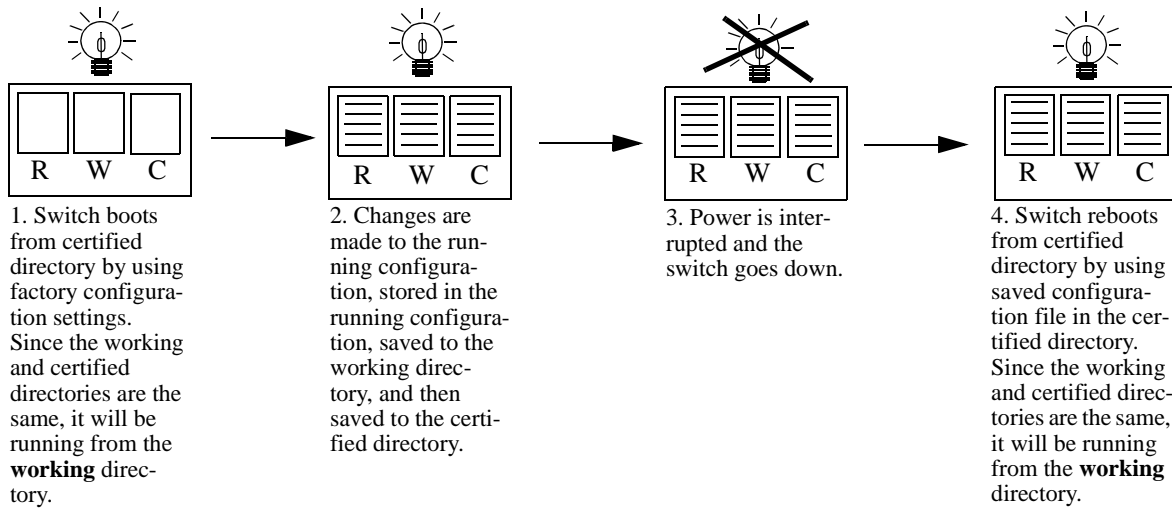 R W C
1. Switch boots
from certified
directory by using
factory configura-
tion settings.
Since the working
and certified
directories are the
same, it will be
running from the
working direc-
tory.
R W C
2. Changes are
made to the run-
ning configura-
tion, stored in the
running configura-
tion, saved to the
working direc-
tory, and then
saved to the certi-
fied directory.
R W C
3. Power is inter-
rupted and the
switch goes down.
R W C
4. Switch reboots
from certified
directory by using
saved configura-
tion file in the cer-
tified directory.
Since the working
and certified direc-
tories are the same,
it will be running
from the working
directory.